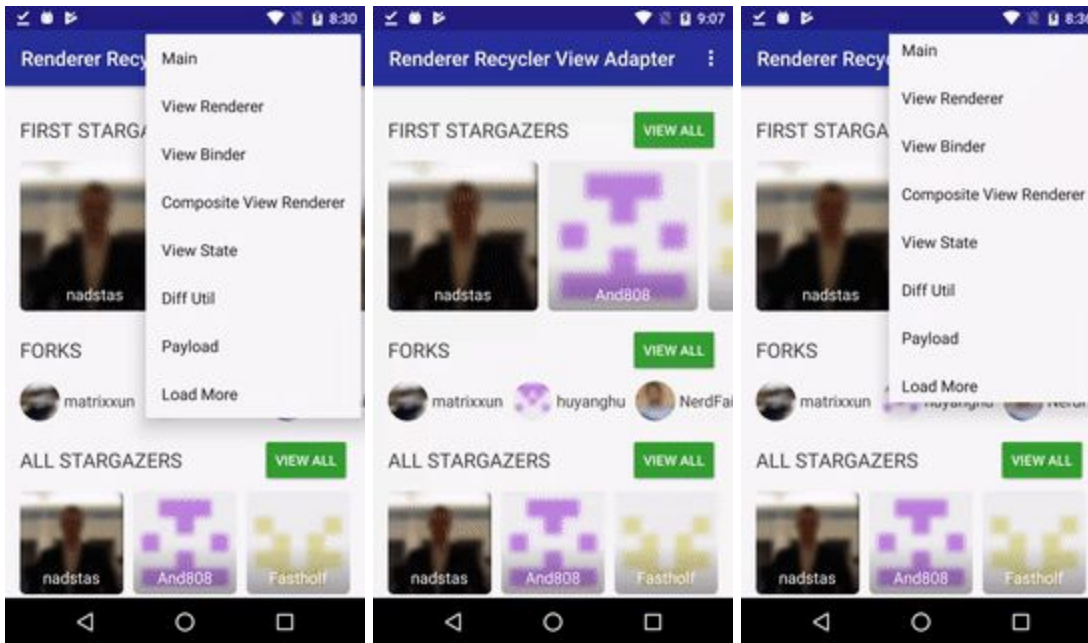 8:30
Renderer Recy
Main
View Renderer
FIRST STARGA
View Binder
Composite View Renderer
View State
nadstas
Diff Util
FORKS
Payload
matrixxun
Load More
ALL STARGAZERS
VIEW ALL
nadstas
And808
Fastholf
9:07
Renderer Recycler View Adapter
FIRST STARGAZERS
VIEW ALL
nadstas
And808
FORKS
VIEW ALL
matrixxun
huyanghu
NerdFai
ALL STARGAZERS
VIEW ALL
nadstas
And808
Fastholf
Renderer Recy
Main
View Renderer
FIRST STARGA
View Binder
Composite View Renderer
View State
nadstas
Diff Util
FORKS
Payload
matrixxun
Load More
ALL STARGAZERS
VIEW ALL
nadstas
And808
Fastholf